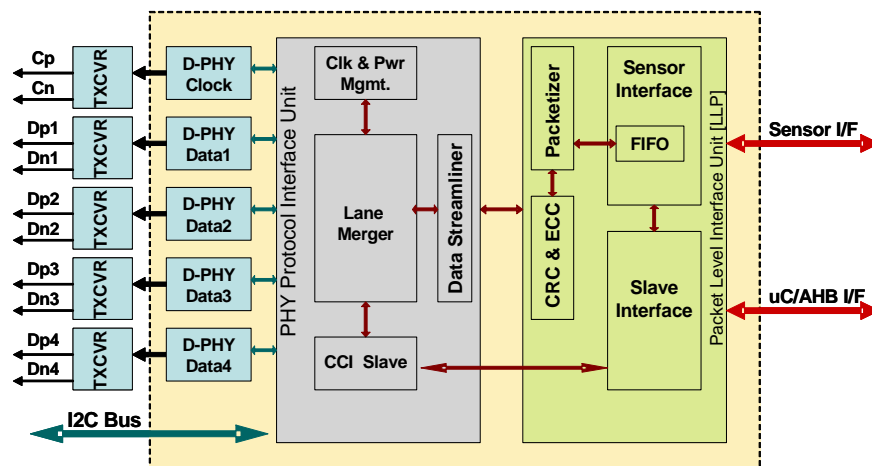 Cp
Cn
TXCVR
D-PHY
Clock
Dp1
Dn1
TXCVR
D-PHY
Data1
Dp2
Dn2
TXCVR
D-PHY
Data2
Dp3
Dn3
TXCVR
D-PHY
Data3
Dp4
Dn4
TXCVR
D-PHY
Data4
I2C Bus
PHY Protocol Interface Unit
Clk & Pwr
Mgmt.
Lane
Merger
CCI Slave
Data Streamliner
Packetizer
CRC & ECC
Sensor
Interface
FIFO
Slave
Interface
Packet Level Interface Unit [LLP]
Sensor I/F
uC/AHB I/F